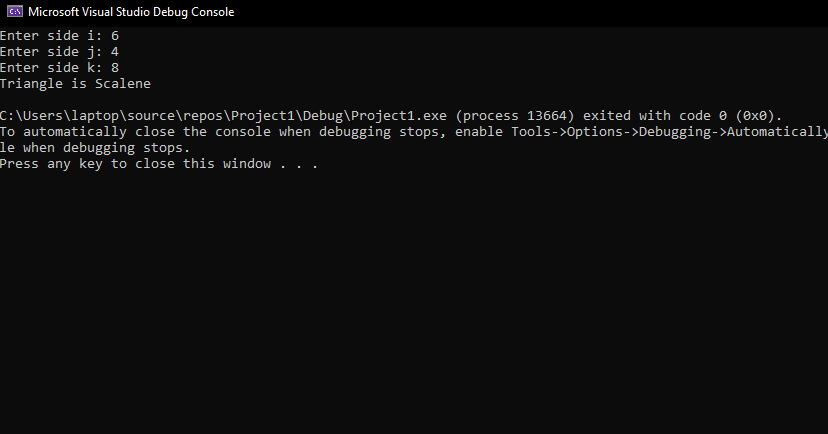 Microsoft Visual Studio Debug Console
Enter side i: 6
Enter side j: 4
Enter side k: 8
Triangle is Scalene
C:\Users\laptop\source\repos\Project1\Debug\Project1.exe (process 13664) exited with code 0 (0x0).
To automatically close the console when debugging stops, enable Tools->Options->Debugging->Automatically
le when debugging stops.
Press any key to close this window . . .